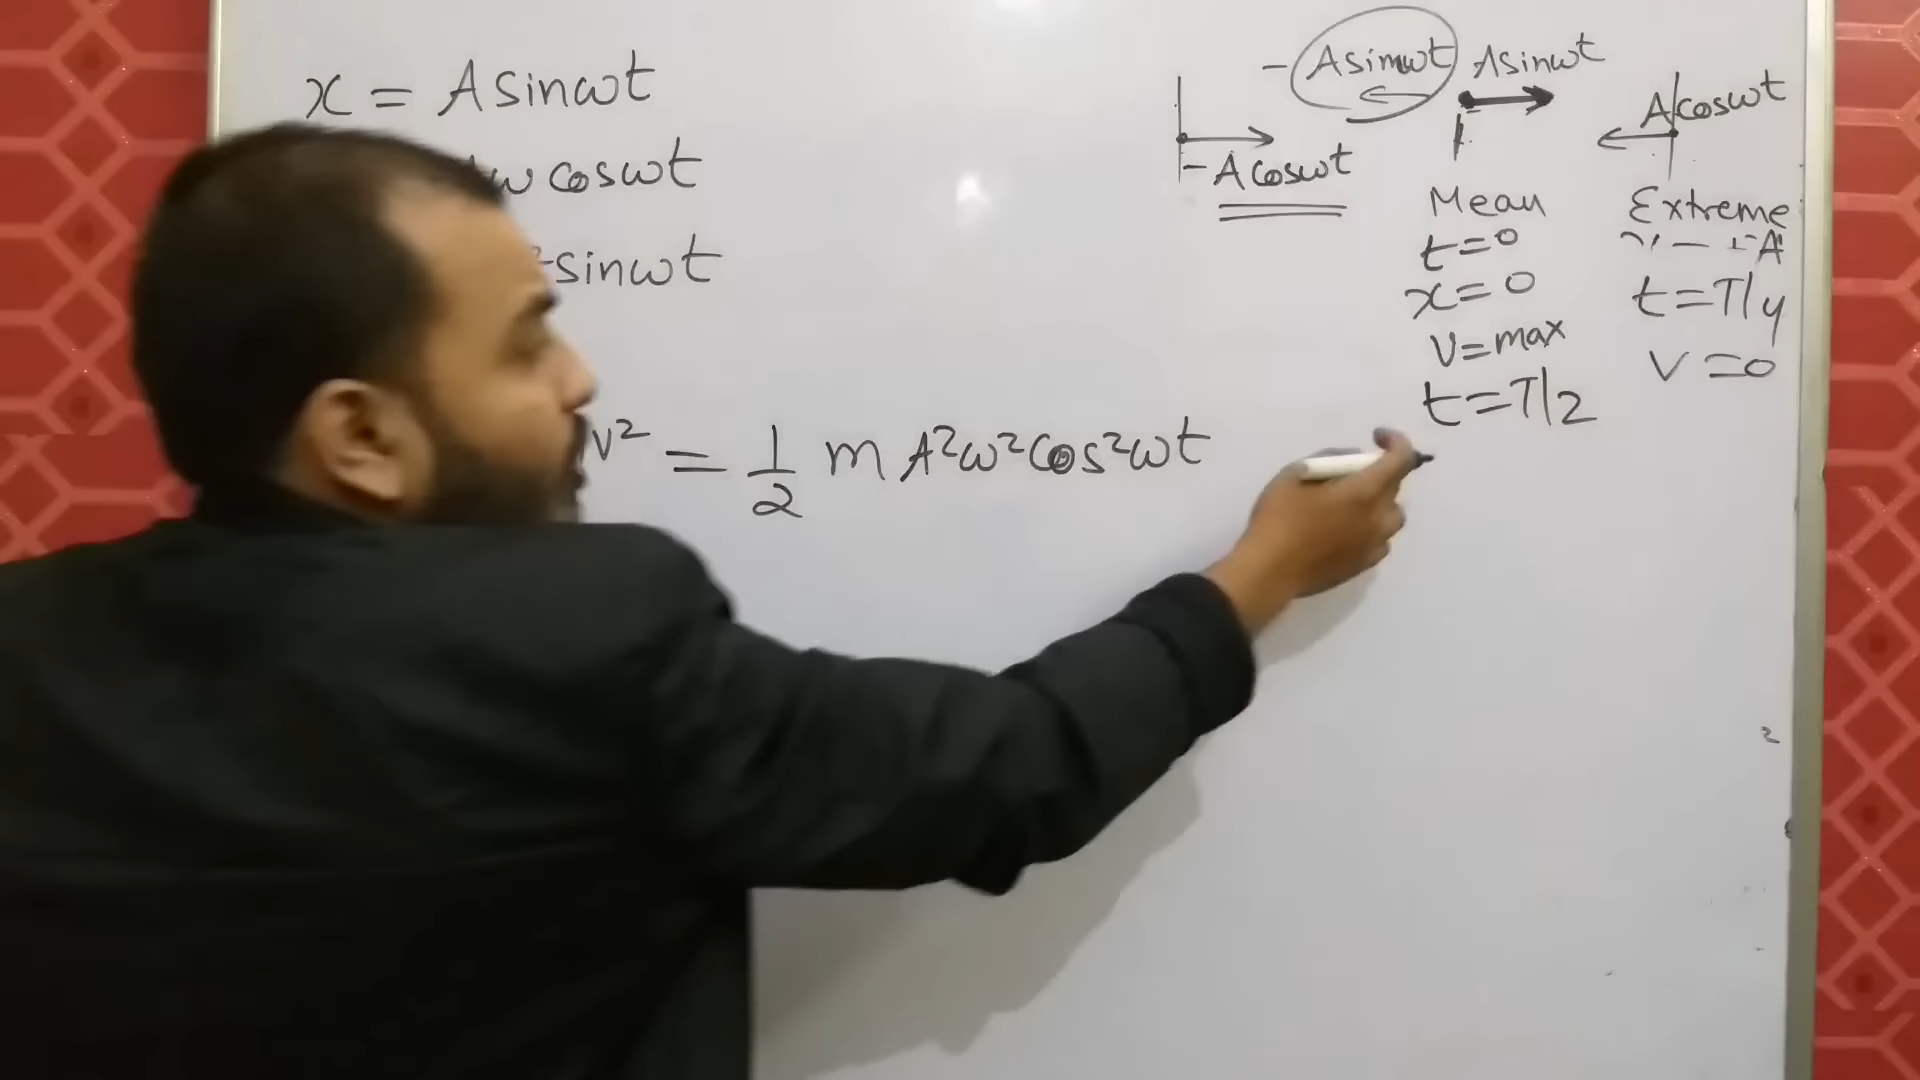 x = A sinωt
ω cosωt
sinωt
v² = 1/2 m A²ω²cos²ωt
- Asinωt
Asinωt
Acosωt
- Acosωt
Mean
t=0
x=0
v=max
t=T/2
Extreme
A
t=T/4
v=0
2